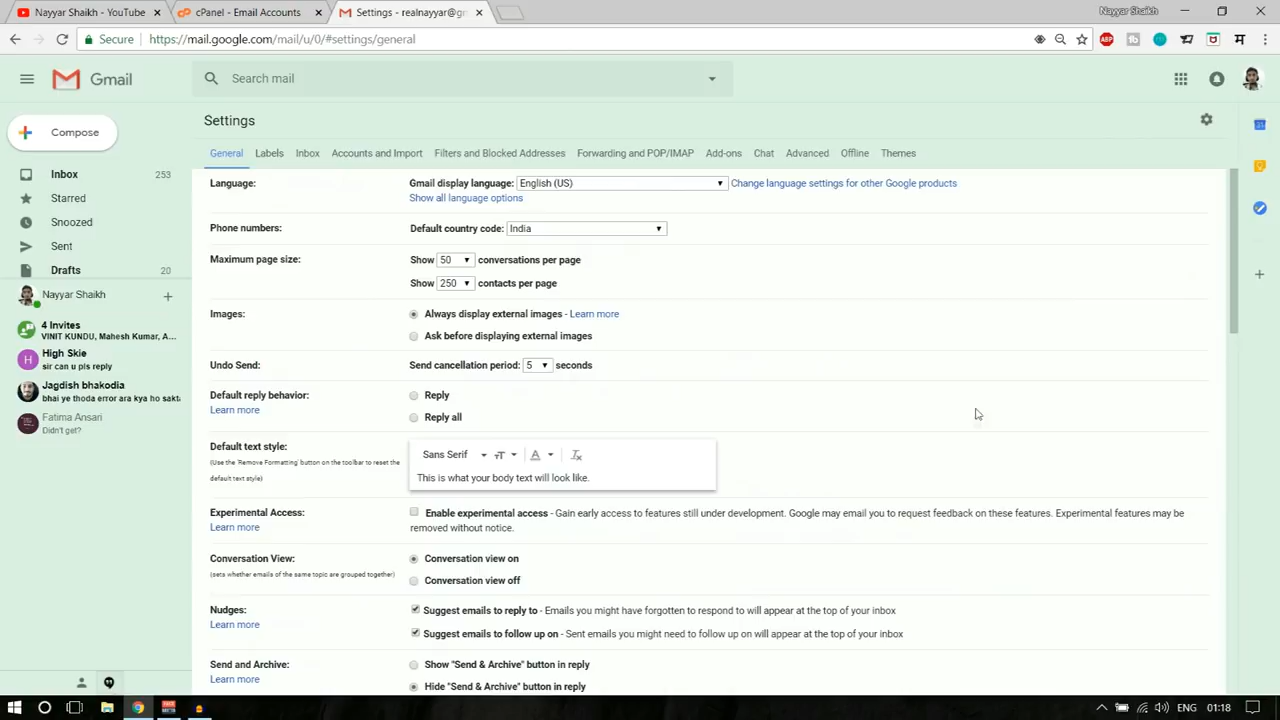 Nayyar Shaikh - YouTube
cPanel - Email Accounts
Settings - realnayyar@gm
Nayyar Shaikh
Secure
https://mail.google.com/mail/u/0/#settings/general
ABP
Gmail
Search mail
Settings
Compose
General
Labels
Inbox
Accounts and Import
Filters and Blocked Addresses
Forwarding and POP/IMAP
Add-ons
Chat
Advanced
Offline
Themes
Inbox 253
Starred
Snoozed
Sent
Drafts 20
Nayyar Shaikh
4 Invites
VINIT KUNDU, Mahesh Kumar, A...
H
High Skie
sir can u pls reply
Jagdish bhakodia
bhai ye thoda error ara kya ho sakta
Fatima Ansari
Didn't get?
Language:
Gmail display language: English (US) Change language settings for other Google products
Show all language options
Phone numbers:
Default country code: India
Maximum page size:
Show 50 conversations per page
Show 250 contacts per page
Images:
Always display external images - Learn more
Ask before displaying external images
Undo Send:
Send cancellation period: 5 seconds
Default reply behavior:
Learn more
Reply
Reply all
Default text style:
(Use the 'Remove Formatting' button on the toolbar to reset the
default text style)
Sans Serif
This is what your body text will look like.
Experimental Access:
Learn more
Enable experimental access - Gain early access to features still under development. Google may email you to request feedback on these features. Experimental features may be
removed without notice.
Conversation View:
(sets whether emails of the same topic are grouped together)
Conversation view on
Conversation view off
Nudges:
Learn more
Suggest emails to reply to - Emails you might have forgotten to respond to will appear at the top of your inbox
Suggest emails to follow up on - Sent emails you might need to follow up on will appear at the top of your inbox
Send and Archive:
Learn more
Show "Send & Archive" button in reply
Hide "Send & Archive" button in reply
ENG
01:18